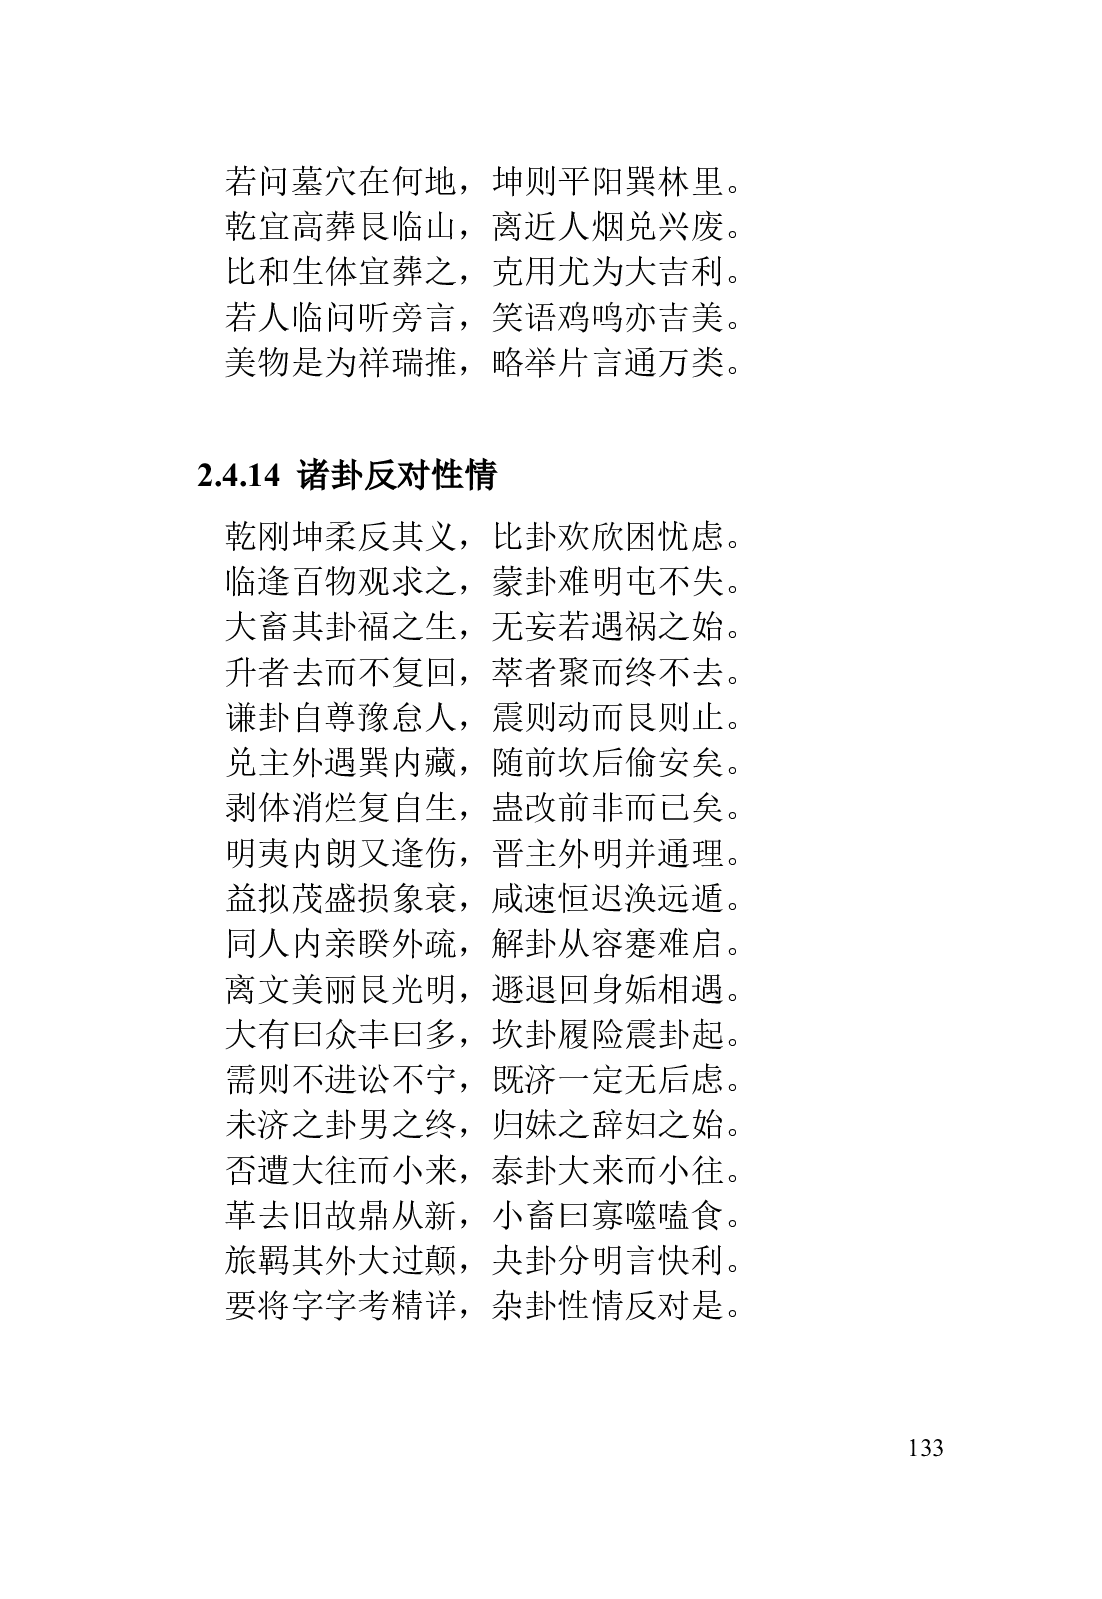 若问墓穴在何地，坤则平阳巽林里。
乾宜高葬艮临山，离近人烟兑兴废。
比和生体宜葬之，克用尤为大吉利。
若人临问听旁言，笑语鸡鸣亦吉美。
美物是为祥瑞推，略举片言通万类。
2.4.14 诸卦反对性情
乾刚坤柔反其义，比卦欢欣困忧虑。
临逢百物观求之，蒙卦难明屯不失。
大畜其卦福之生，无妄若遇祸之始。
升者去而不复回，萃者聚而终不去。
谦卦自尊豫怠人，震则动而艮则止。
兑主外遇巽内藏，随前坎后偷安矣。
剥体消烂复自生，蛊改前非而已矣。
明夷内朗又逢伤，晋主外明并通理。
益拟茂盛损象衰，咸速恒迟涣远遁。
同人内亲睽外疏，解卦从容蹇难启。
离文美丽艮光明，遯退回身姤相遇。
大有曰众丰曰多，坎卦履险震卦起。
需则不进讼不宁，既济一定无后虑。
未济之卦男之终，归妹之辞妇之始。
否遭大往而小来，泰卦大来而小往。
革去旧故鼎从新，小畜曰寡噬嗑食。
旅羁其外大过颠，夬卦分明言快利。
要将字字考精详，杂卦性情反对是。
133